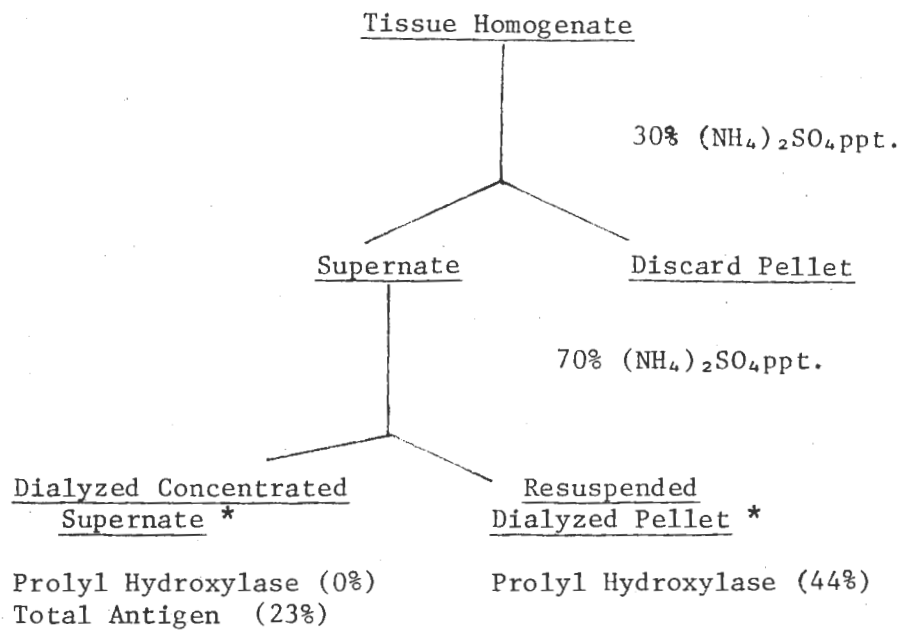 Tissue Homogenate
30% (NH₄)₂SO₄ppt.
Supernate
Discard Pellet
70% (NH₄)₂SO₄ppt.
Dialyzed Concentrated
Supernate *
Resuspended
Dialyzed Pellet *
Prolyl Hydroxylase (0%)
Total Antigen (23%)
Prolyl Hydroxylase (44%)